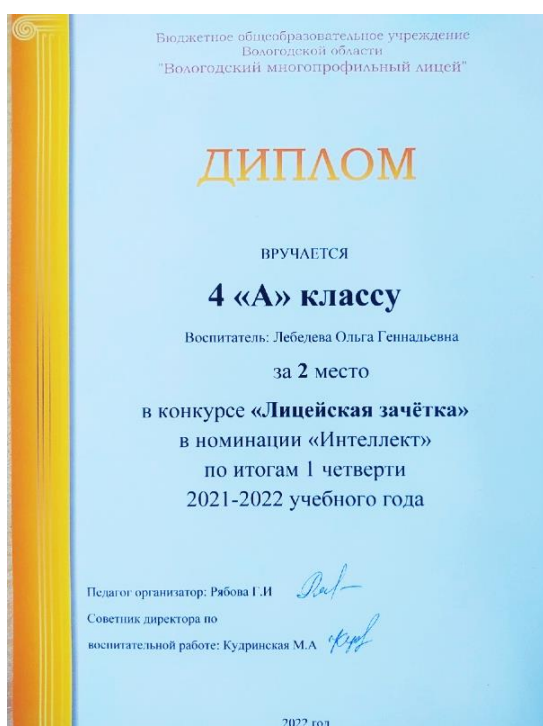 Бюджетное общеобразовательное учреждение
Вологодской области
"Вологодский многопрофильный лицей"
ДИПЛОМ
ВРУЧАЕТСЯ
4 «А» классу
Воспитатель: Лебедева Ольга Геннадьевна
за 2 место
в конкурсе «Лицейская зачётка»
в номинации «Интеллект»
по итогам 1 четверти
2021-2022 учебного года
Педагог организатор: Рябова Г.И
Советник директора по
воспитательной работе: Кудринская М.А
2022 год